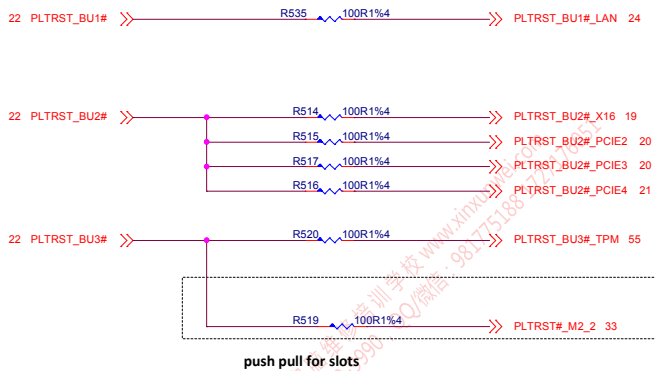 22 PLTRST_BU1# R535 100R1%4 PLTRST_BU1#_LAN 24
22 PLTRST_BU2# R514 100R1%4 PLTRST_BU2#_X16 19
R515 100R1%4 PLTRST_BU2#_PCIE2 20
R517 100R1%4 PLTRST_BU2#_PCIE3 20
R516 100R1%4 PLTRST_BU2#_PCIE4 21
22 PLTRST_BU3# R520 100R1%4 PLTRST_BU3#_TPM 55
R519 100R1%4 PLTRST#_M2_2 33
push pull for slots